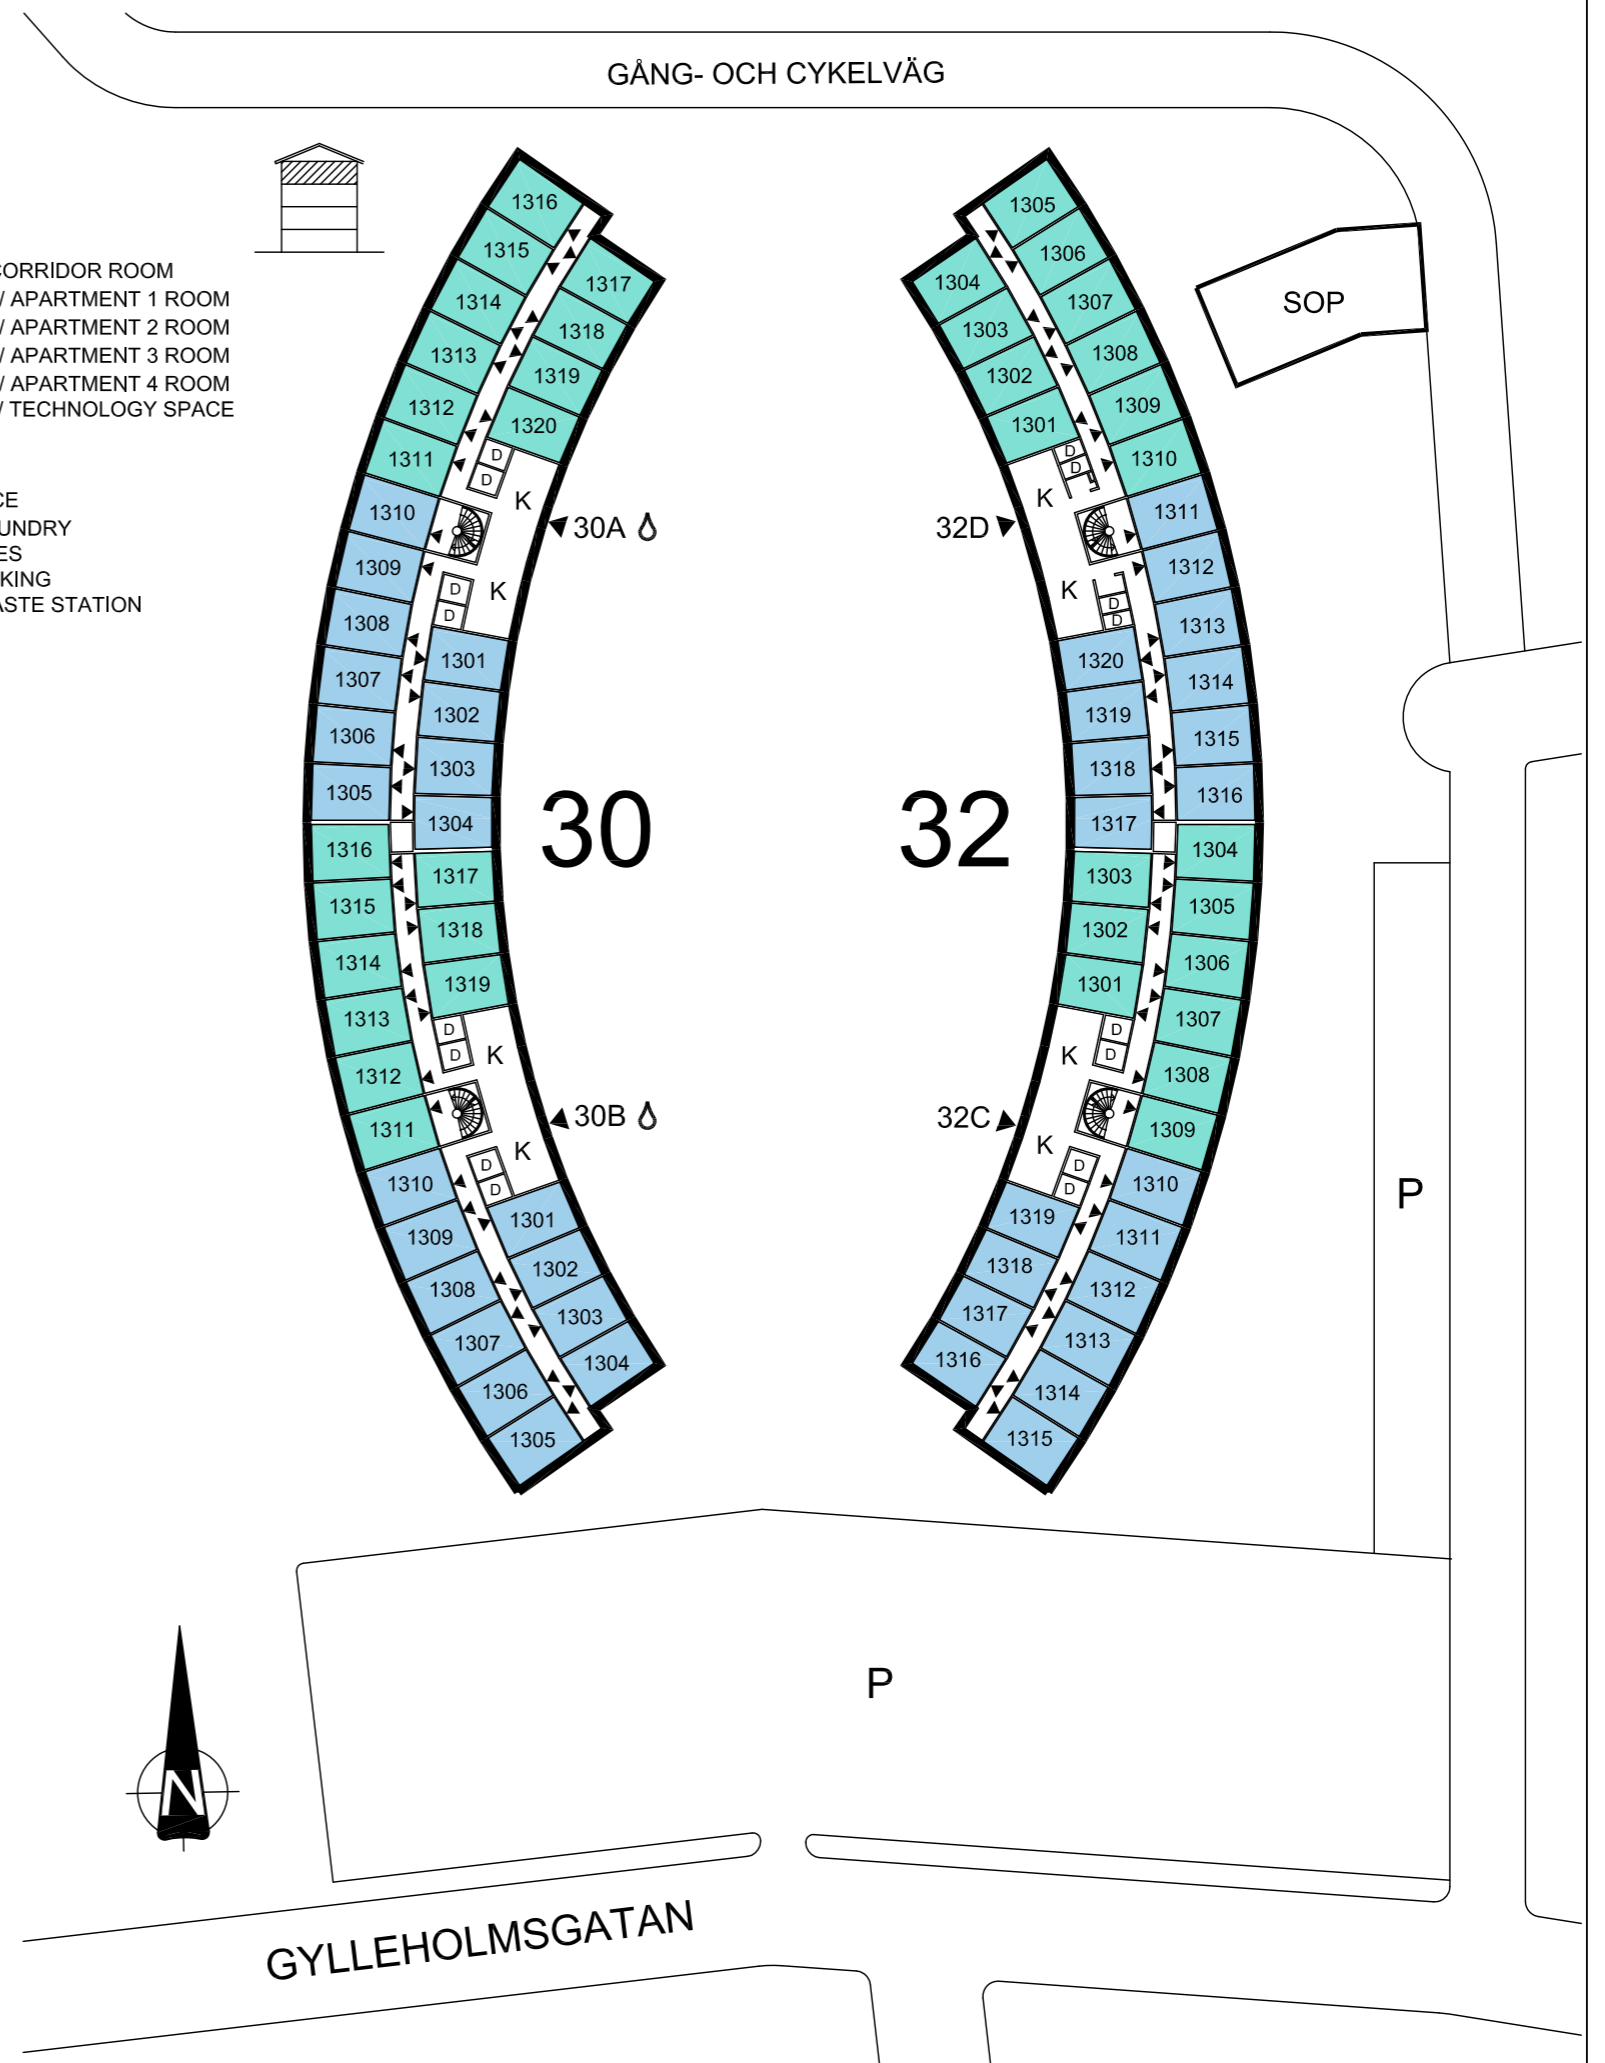 GÅNG- OCH CYKELVÄG
CORRIDOR ROOM
/ APARTMENT 1 ROOM
/ APARTMENT 2 ROOM
/ APARTMENT 3 ROOM
/ APARTMENT 4 ROOM
/ TECHNOLOGY SPACE
CE
UNDRY
ES
KING
ASTE STATION
1316
1315
1314
1313
1312
1311
1317
1318
1319
1320
D
D
K
30A
1310
1309
1308
1307
1306
1305
D
D
K
1301
1302
1303
1304
30
1316
1315
1314
1313
1312
1311
1317
1318
1319
D
D
K
30B
K
D
D
1310
1309
1308
1307
1306
1305
1301
1302
1303
1304
1305
1306
1307
1308
1309
1310
1304
1303
1302
1301
D
D
K
32D
K
D
D
1311
1312
1313
1314
1315
1316
1320
1319
1318
1317
32
1304
1305
1306
1307
1308
1309
1303
1302
1301
D
D
K
32C
K
D
D
1310
1311
1312
1313
1314
1315
1319
1318
1317
1316
SOP
P
P
N
GYLLEHOLMSGATAN